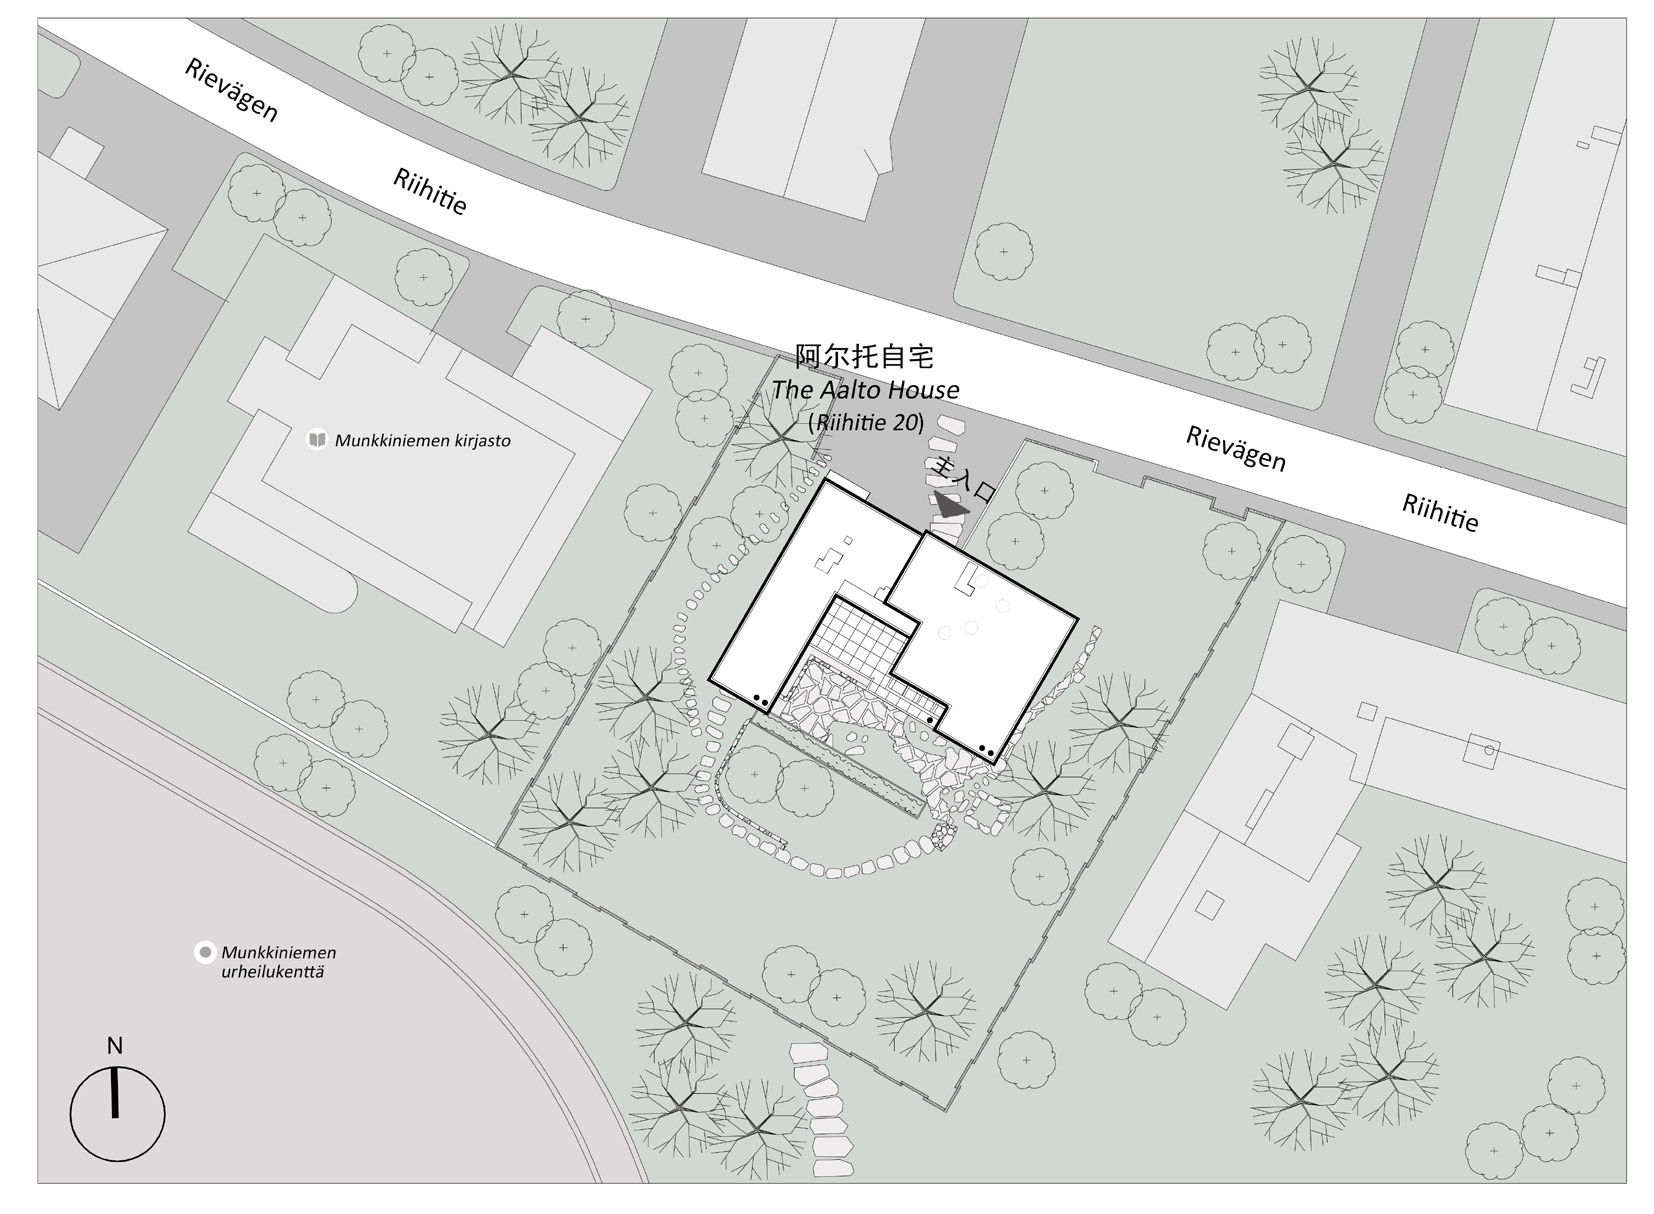 Rievägen
Riihitie
阿尔托自宅
The Aalto House
(Riihitie 20)
Munkkiniemen kirjasto
主入口
Rievägen
Riihitie
Munkkiniemen
urheilukenttä
N